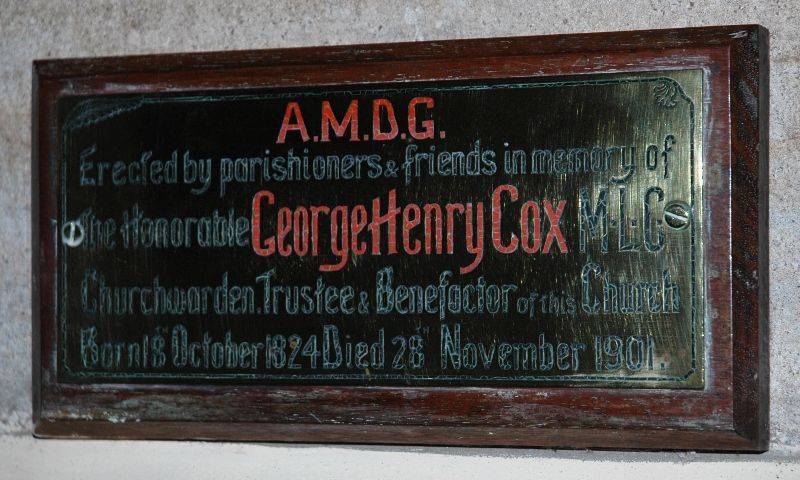 A.M.D.G.
Erected by parishioners & friends in memory of
The Honorable George Henry Cox M.L.C
Churchwarden. Trustee & Benefactor of this Church
Born 18th October 1824 Died 28th November 1901.